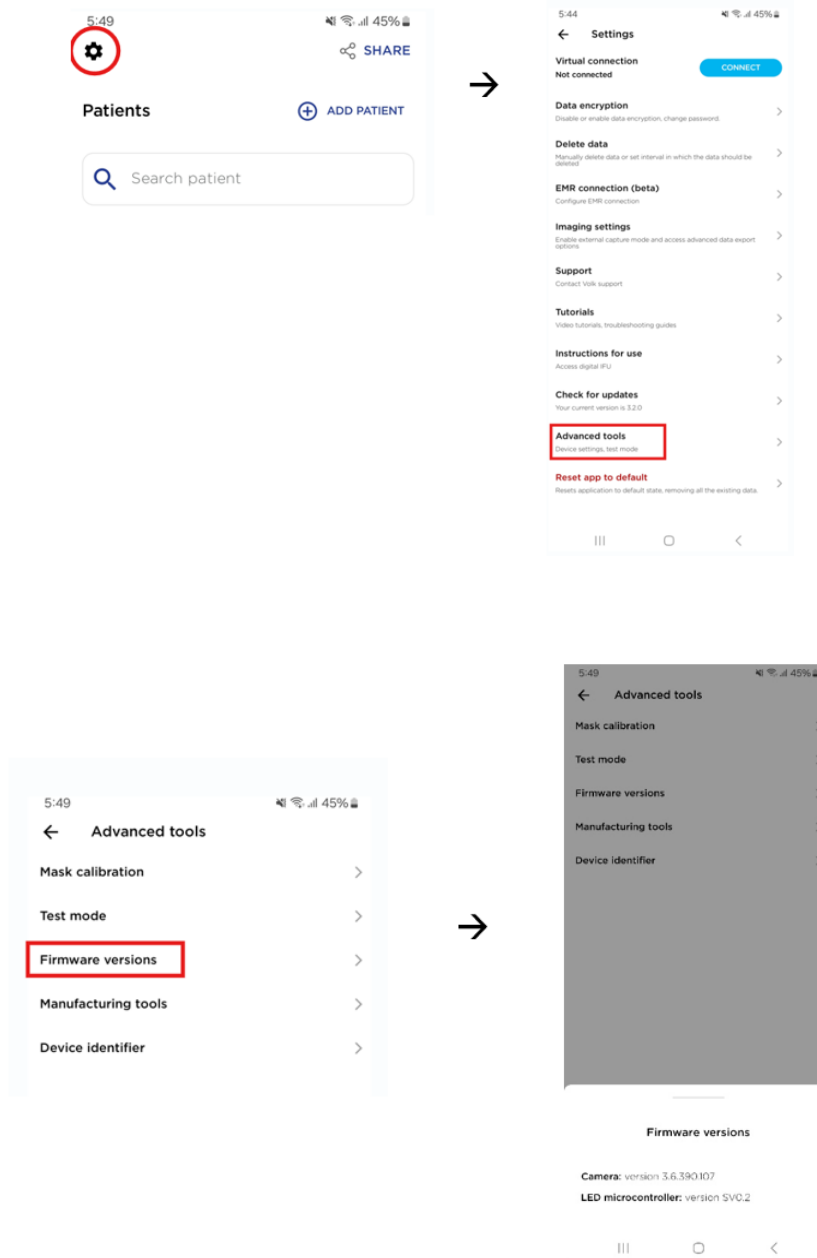 5:49
45%
SHARE
Patients
ADD PATIENT
Search patient
→
5:44
45%
Settings
Virtual connection
Not connected
CONNECT
Data encryption
Disable or enable data encryption, change password.
Delete data
Manually delete data or set interval in which the data should be
deleted
EMR connection (beta)
Configure EMR connection
Imaging settings
Enable external capture mode and access advanced data export
options
Support
Contact Volk support
Tutorials
Video tutorials, troubleshooting guides
Instructions for use
Access digital IFU
Check for updates
Your current version is 3.2.0
Advanced tools
Device settings, test mode
Reset app to default
Resets application to default state, removing all the existing data.
5:49
45%
Advanced tools
Mask calibration
Test mode
Firmware versions
Manufacturing tools
Device identifier
→
5:49
45%
Advanced tools
Mask calibration
Test mode
Firmware versions
Manufacturing tools
Device identifier
Firmware versions
Camera: version 3.6.390.107
LED microcontroller: version SV0.2